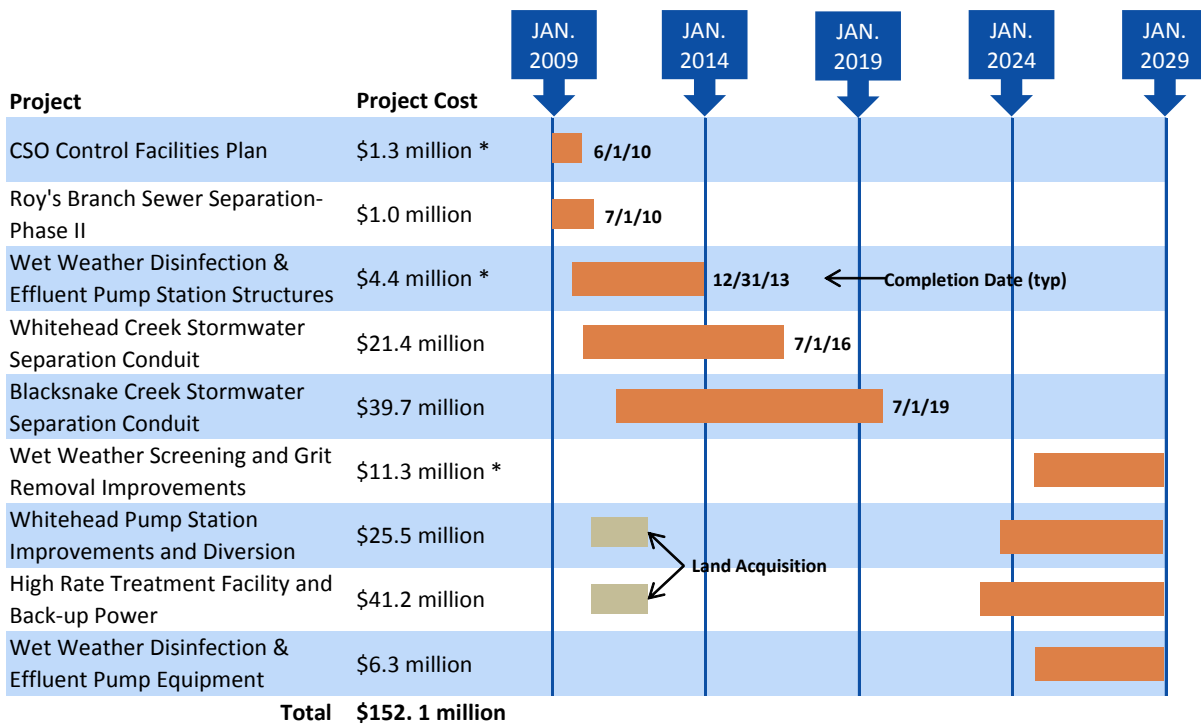 JAN.
2009
JAN.
2014
JAN.
2019
JAN.
2024
JAN.
2029
Project
Project Cost
CSO Control Facilities Plan
$1.3 million *
6/1/10
Roy's Branch Sewer Separation-
Phase II
$1.0 million
7/1/10
Wet Weather Disinfection &
Effluent Pump Station Structures
$4.4 million *
12/31/13
Completion Date (typ)
Whitehead Creek Stormwater
Separation Conduit
$21.4 million
7/1/16
Blacksnake Creek Stormwater
Separation Conduit
$39.7 million
7/1/19
Wet Weather Screening and Grit
Removal Improvements
$11.3 million *
Whitehead Pump Station
Improvements and Diversion
$25.5 million
Land Acquisition
High Rate Treatment Facility and
Back-up Power
$41.2 million
Wet Weather Disinfection &
Effluent Pump Equipment
$6.3 million
Total
$152. 1 million